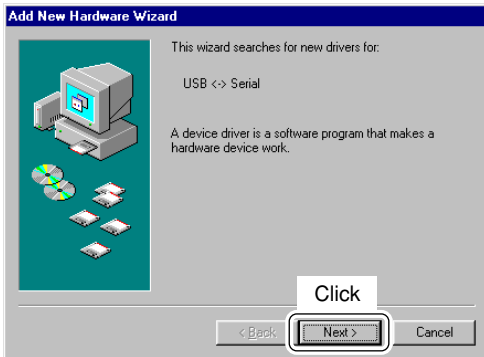 Add New Hardware Wizard
This wizard searches for new drivers for:
USB <-> Serial
A device driver is a software program that makes a
hardware device work.
Click
< Back
Next >
Cancel